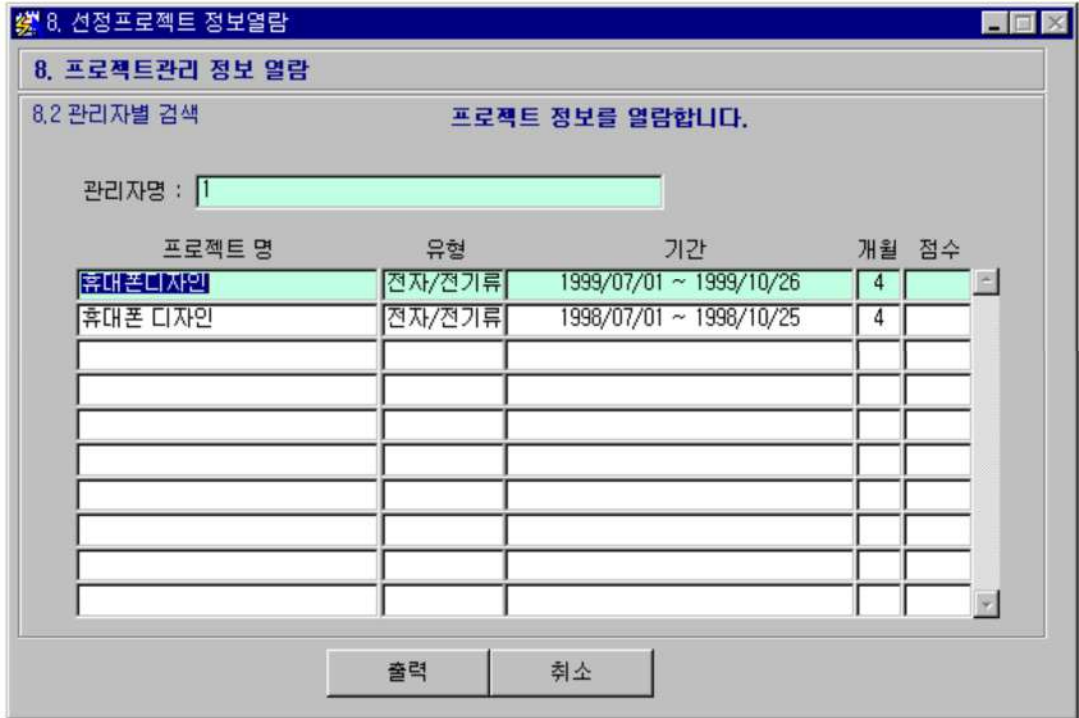 8. 선정프로젝트 정보열람
8. 프로젝트관리 정보 열람
8.2 관리자별 검색 프로젝트 정보를 열람합니다.
관리자명 : 1
프로젝트 명 유형 기간 개월 점수
휴대폰디자인 전자/전기류 1999/07/01 ~ 1999/10/26 4
휴대폰 디자인 전자/전기류 1998/07/01 ~ 1998/10/25 4
출력 취소